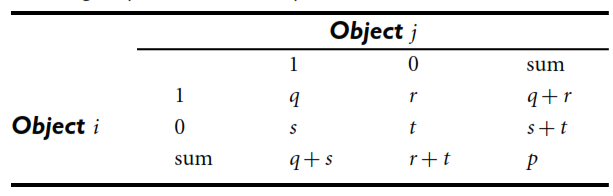 Object j
1 0 sum
1 q r q + r
Object i 0 s t s + t
sum q + s r + t p